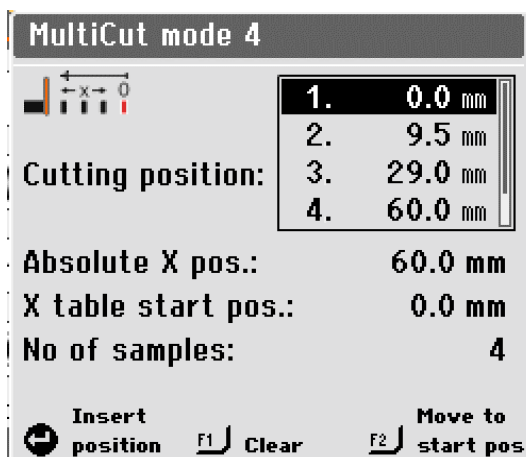 MultiCut mode 4
x 0
1. 0.0 mm
2. 9.5 mm
Cutting position: 3. 29.0 mm
4. 60.0 mm
Absolute X pos.: 60.0 mm
X table start pos.: 0.0 mm
No of samples: 4
Insert position F1 Clear F2 Move to start pos